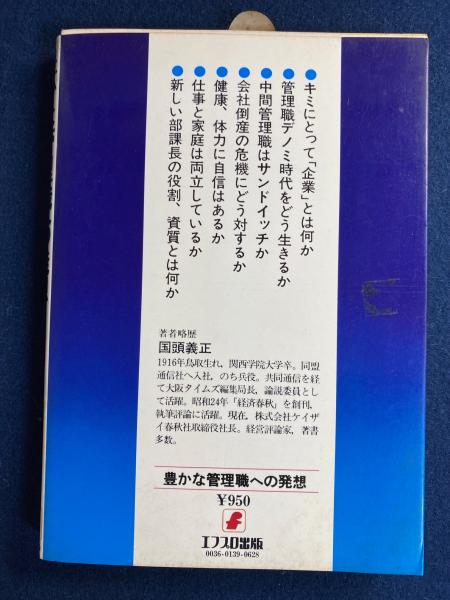 ●キミにとって「企業」とは何か
●管理職デノミ時代をどう生きるか
●中間管理職はサンドイッチか
●会社倒産の危機にどう対するか
●健康、体力に自信はあるか
●仕事と家庭は両立しているか
●新しい部課長の役割、資質とは何か
著者略歴
国頭義正
1916年鳥取生れ、関西学院大学卒。同盟
通信社へ入社，のち兵役。共同通信を経
て大阪タイムズ編集局長，論説委員とし
て活躍。昭和24年「経済春秋」を創刊，
執筆評論に活躍。現在，株式会社ケイザ
イ春秋社取締役社長。経営評論家，著書
多数。
豊かな管理職への発想
¥950
エフプロ出版
0036-0139-0628